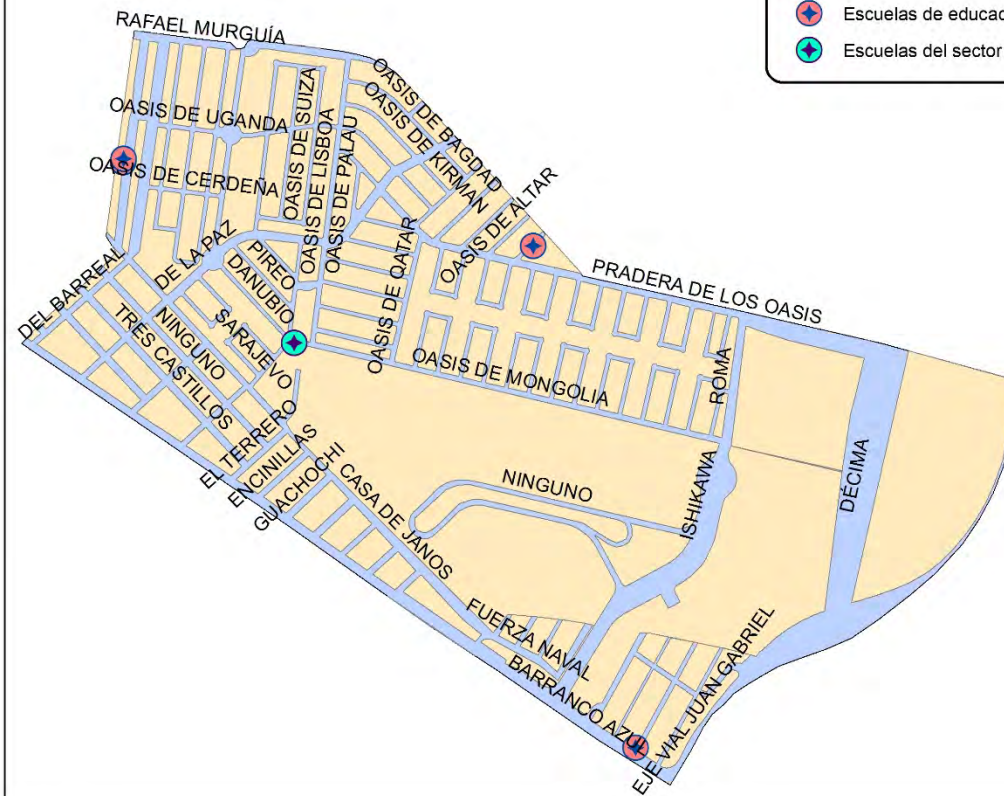 Escuelas de educac
Escuelas del sector
RAFAEL MURGUÍA
OASIS DE BAGDAD
OASIS DE SUIZA
OASIS DE KIRMAN
OASIS DE UGANDA
OASIS DE LISBOA
OASIS DE PALAU
OASIS DE CERDEÑA
OASIS DE ALTAR
OASIS DE QATAR
DE LA PAZ
PIREO
DANUBIO
DEL BARREAL
PRADERA DE LOS OASIS
SARAJEVO
NINGUNO
TRES CASTILLOS
OASIS DE MONGOLIA
ROMA
EL TERRERO
ENCINILLAS
GUACHOCHI
CASA DE JANOS
NINGUNO
ISHIKAWA
DÉCIMA
FUERZA NAVAL
BARRANCO AZUL
EJE VIAL JUAN GABRIEL